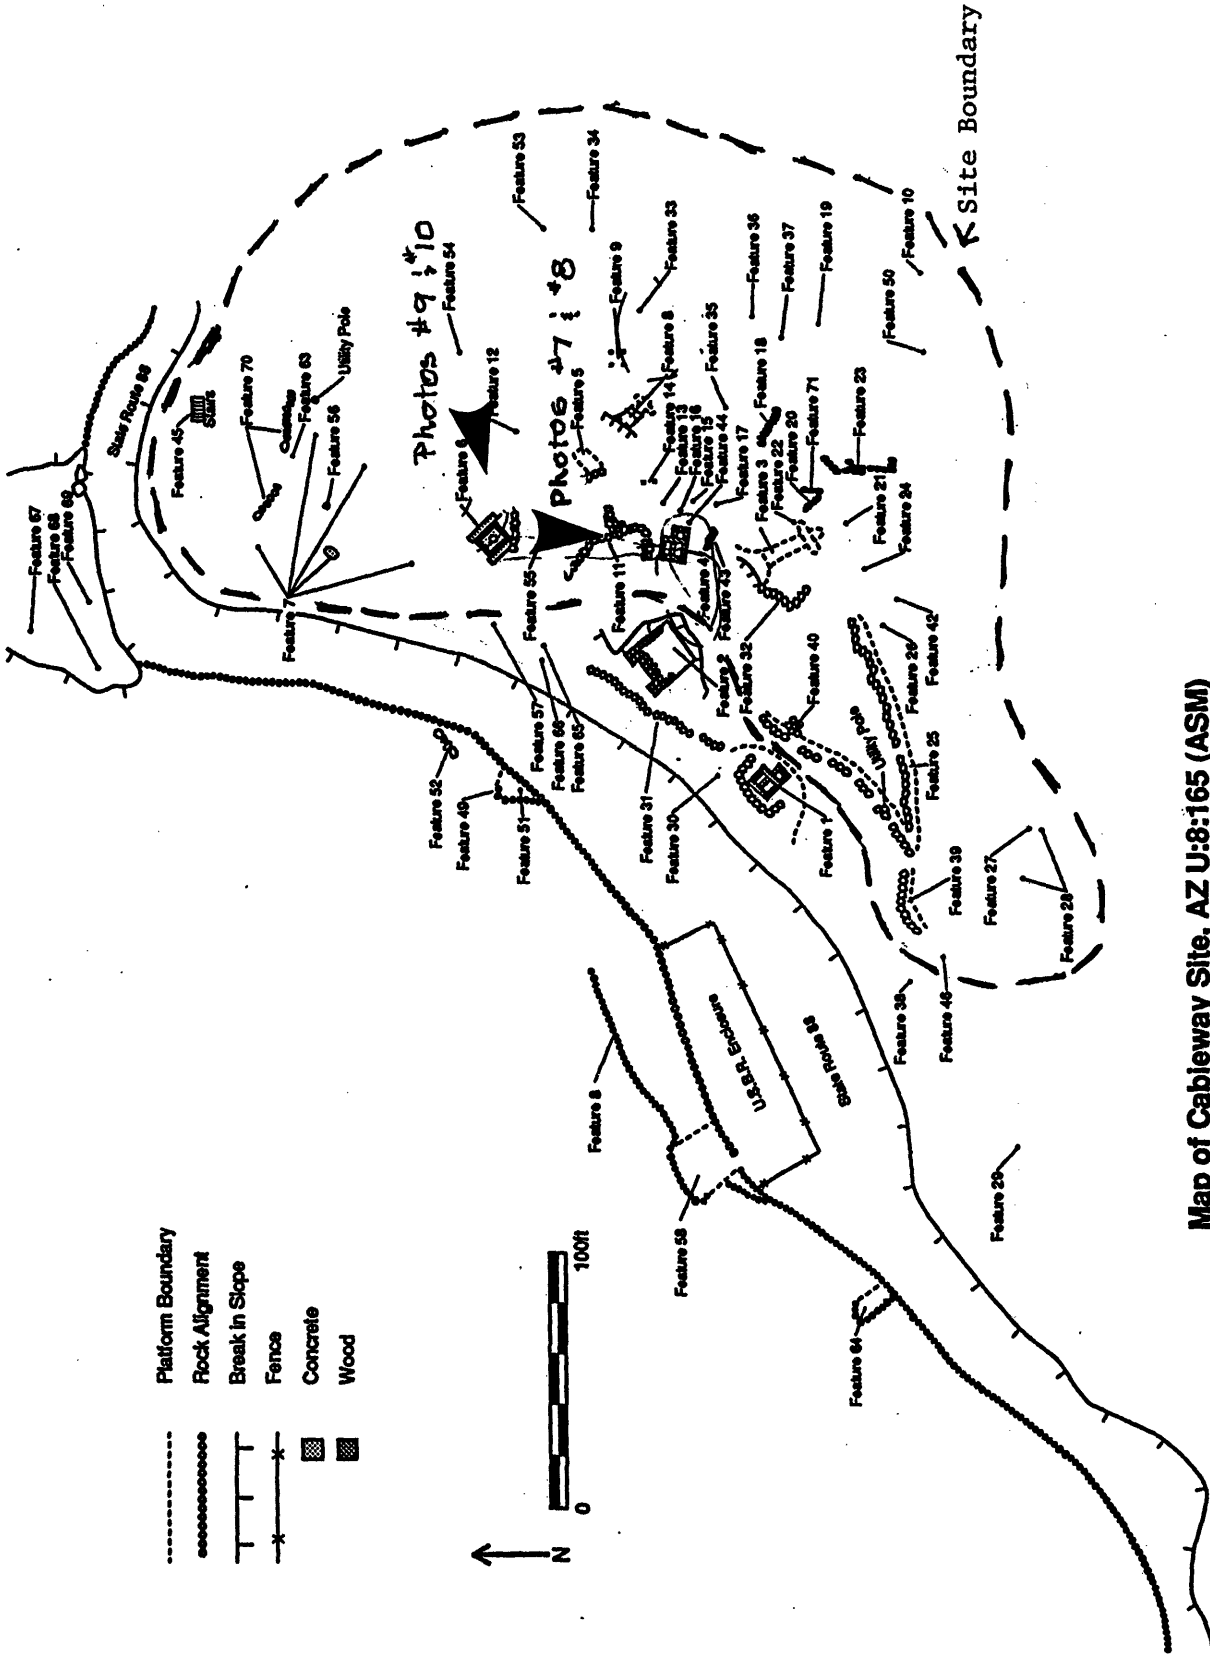 Feature 67
Feature 68
Feature 69
State Route 88
Feature 45
Stairs
Feature 70
Feature 63
Utility Pole
Feature 56
Feature 7
Photos #9 & #10
Feature 54
Feature 53
Feature 34
Feature 12
Feature 6
Photos #7 & #8
Feature 5
Feature 9
Feature 33
Feature 8
Feature 14
Feature 13
Feature 16
Feature 15
Feature 44
Feature 35
Feature 17
Feature 36
Feature 37
Feature 19
Feature 18
Feature 3
Feature 22
Feature 20
Feature 71
Feature 23
Feature 21
Feature 24
Feature 50
Feature 10
Site Boundary
Feature 55
Feature 11
Feature 4
Feature 43
Feature 2
Feature 32
Feature 40
Feature 26
Feature 42
Utility Pole
Feature 25
Feature 57
Feature 66
Feature 65
Feature 52
Feature 49
Feature 51
Feature 31
Feature 30
Feature 1
Feature 39
Feature 27
Feature 28
Feature 38
Feature 46
U.S.B.R. Enclosure
State Route 88
Feature 8
Feature 58
Feature 29
Feature 64
Platform Boundary
Rock Alignment
Break in Slope
Fence
Concrete
Wood
0
100ft
N
Map of Cableway Site. AZ U:8:165 (ASM)